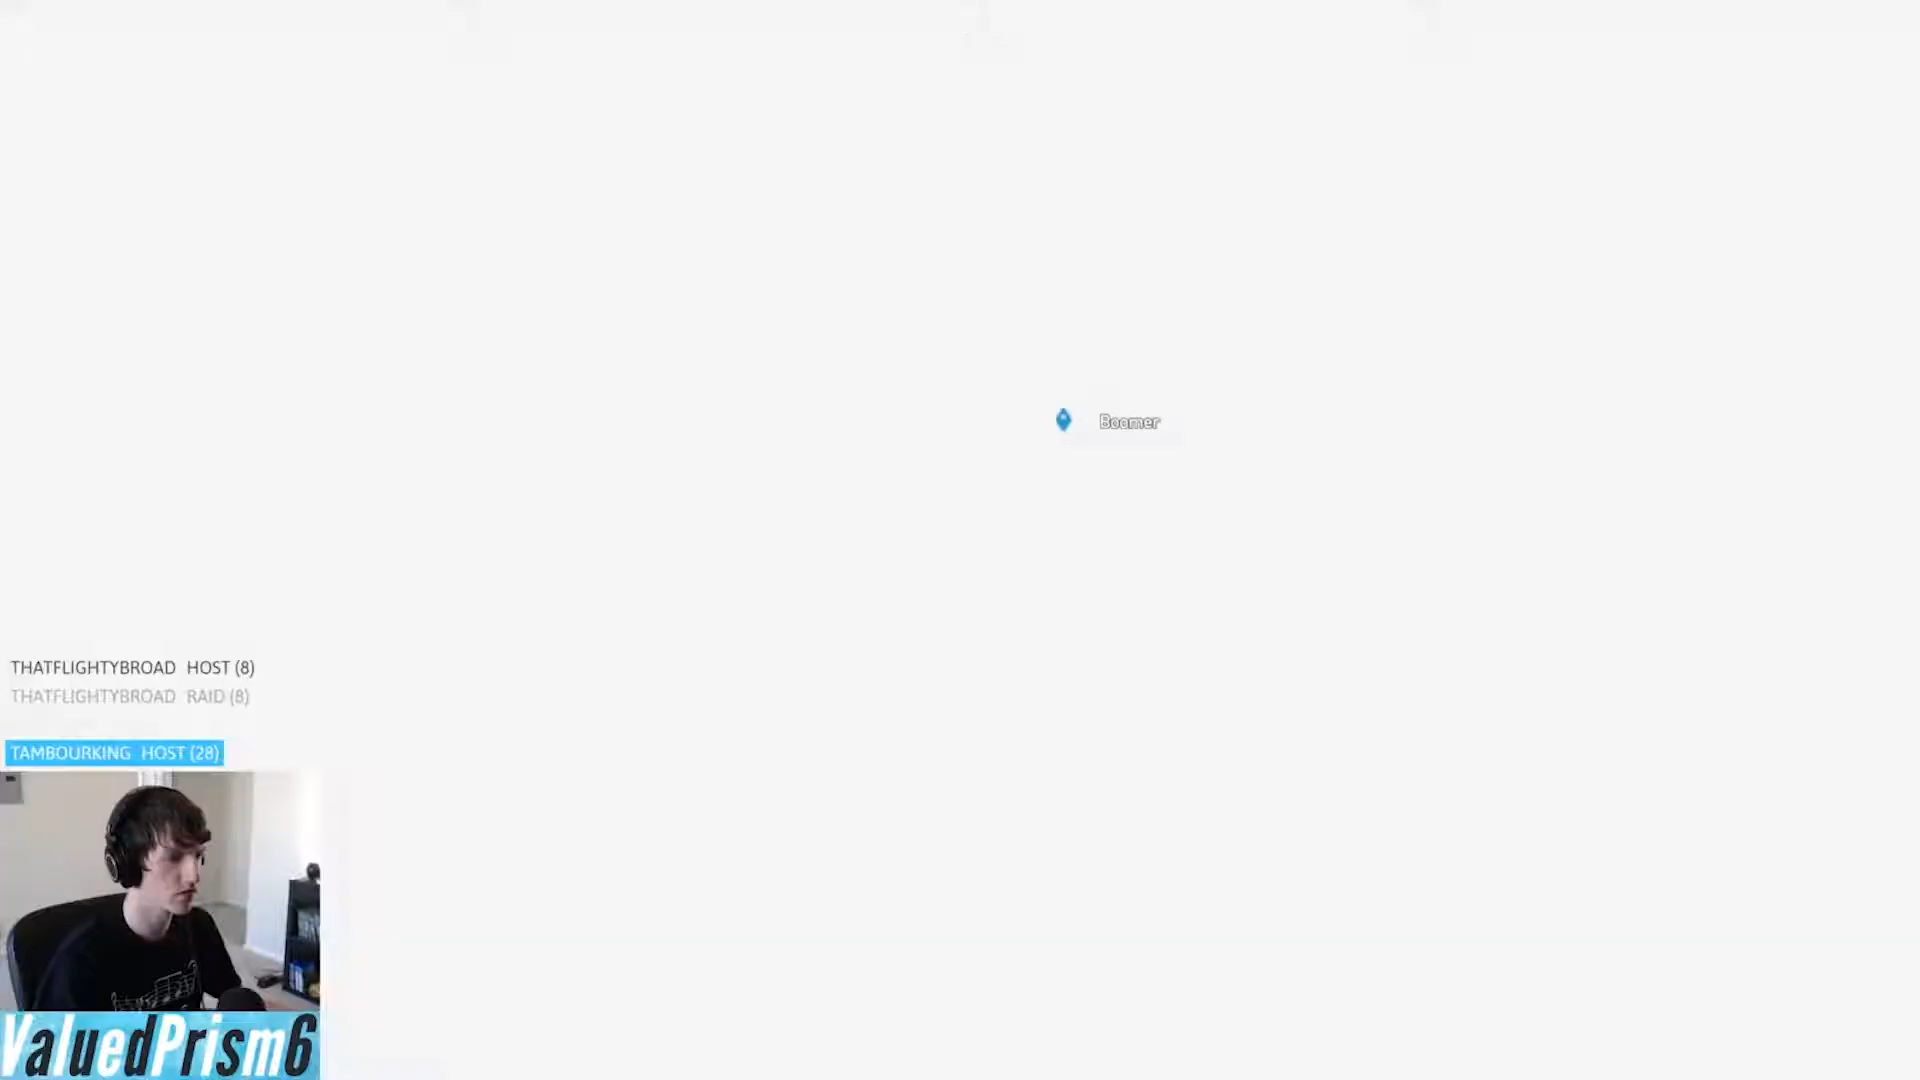 Boomer
THATFLIGHTYBROAD HOST (8)
THATFLIGHTYBROAD RAID (8)
TAMBOURKING HOST (28)
ValuedPrism6